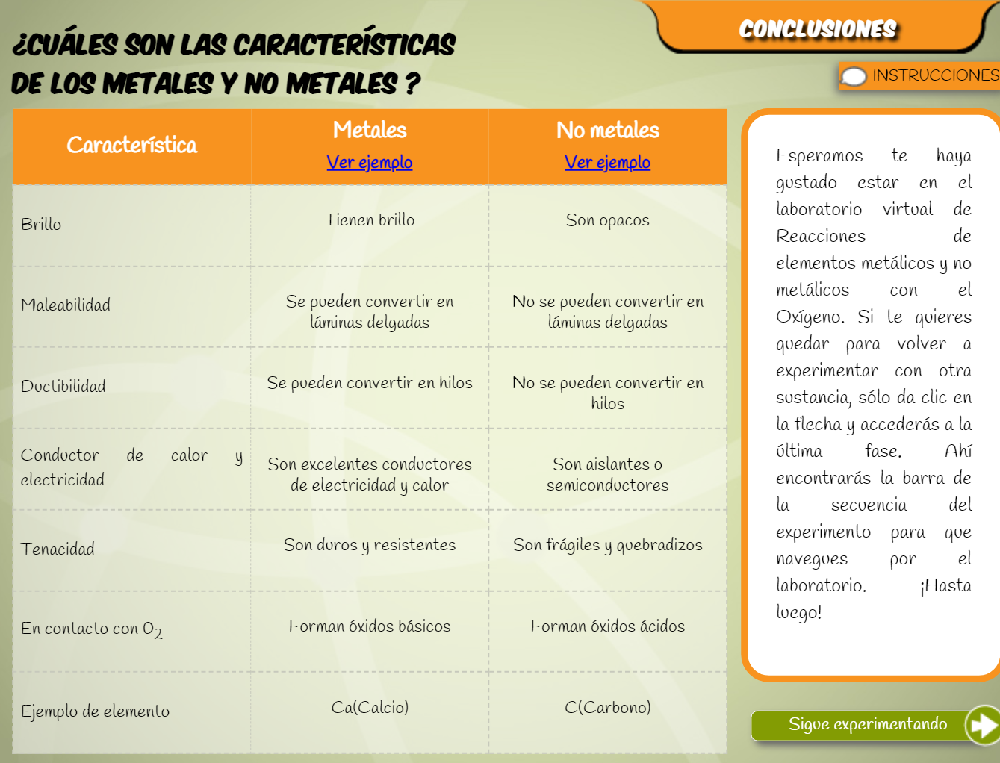 ¿CUÁLES SON LAS CARACTERÍSTICAS
DE LOS METALES Y NO METALES ?
CONCLUSIONES
INSTRUCCIONES
Característica
Metales
Ver ejemplo
No metales
Ver ejemplo
Brillo
Tienen brillo
Son opacos
Maleabilidad
Se pueden convertir en
láminas delgadas
No se pueden convertir en
láminas delgadas
Ductibilidad
Se pueden convertir en hilos
No se pueden convertir en
hilos
Conductor de calor y
electricidad
Son excelentes conductores
de electricidad y calor
Son aislantes o
semiconductores
Tenacidad
Son duros y resistentes
Son frágiles y quebradizos
En contacto con O₂
Forman óxidos básicos
Forman óxidos ácidos
Ejemplo de elemento
Ca(Calcio)
C(Carbono)
Esperamos te haya
gustado estar en el
laboratorio virtual de
Reacciones de
elementos metálicos y no
metálicos con el
Oxígeno. Si te quieres
quedar para volver a
experimentar con otra
sustancia, sólo da clic en
la flecha y accederás a la
última fase. Ahí
encontrarás la barra de
la secuencia del
experimento para que
navegues por el
laboratorio. ¡Hasta
luego!
Sigue experimentando